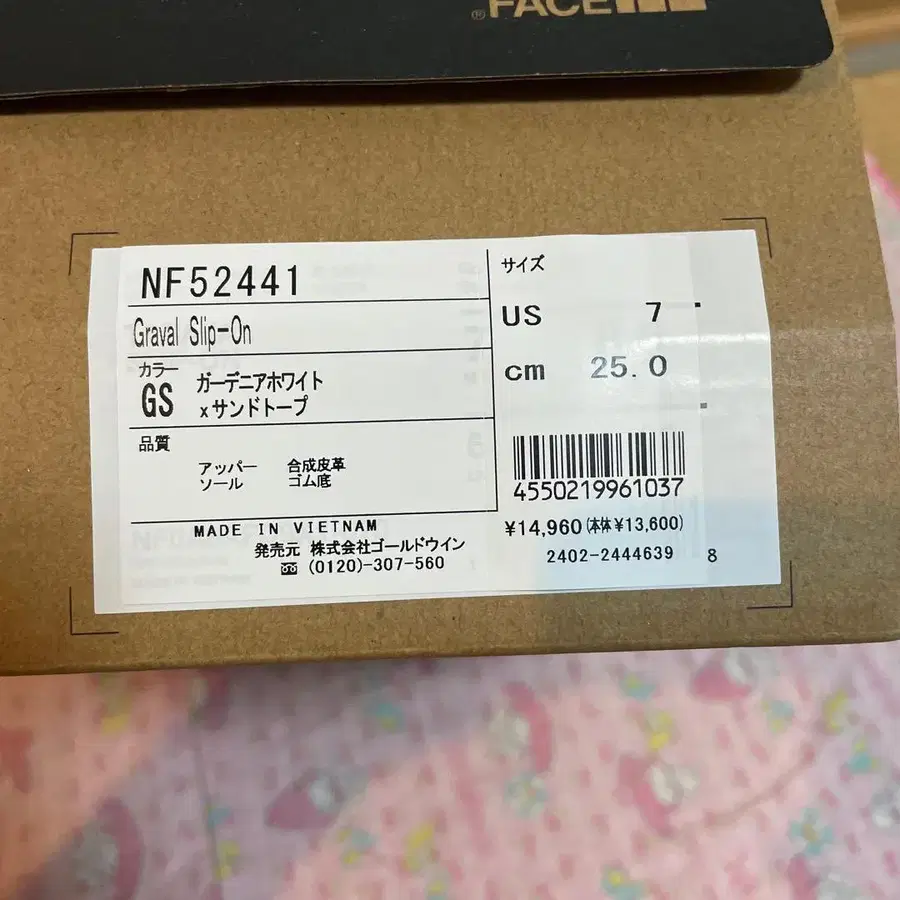 ® FACE
NF52441
Graval Slip-On
カラー
GS
ガーデニアホワイト
×サンドトープ
品質
アッパー 合成皮革
ソール ゴム底
MADE IN VIETNAM
発売元 株式会社ゴールドウイン
(0120)-307-560
サイズ
US 7
cm 25.0
4550219961037
¥14,960(本体¥13,600)
2402-2444639 8